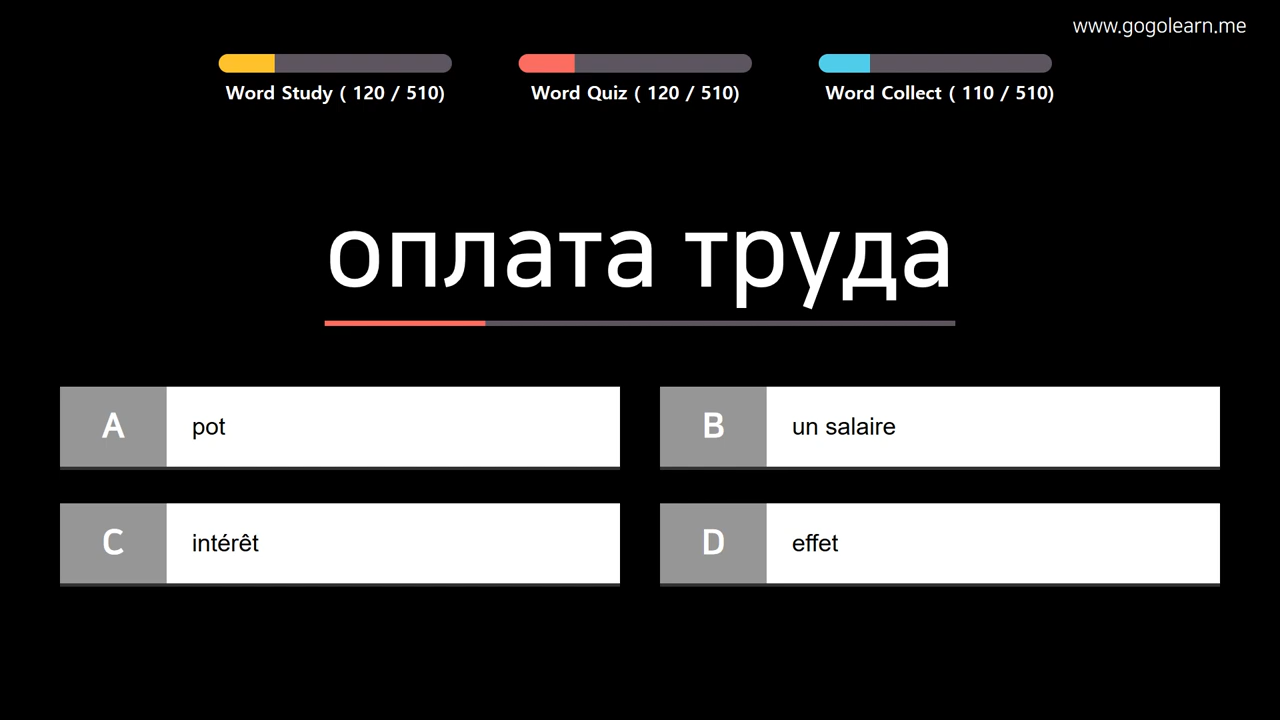 www.gogolearn.me
Word Study ( 120 / 510)
Word Quiz ( 120 / 510)
Word Collect ( 110 / 510)
оплата труда
A
pot
B
un salaire
C
intérêt
D
effet